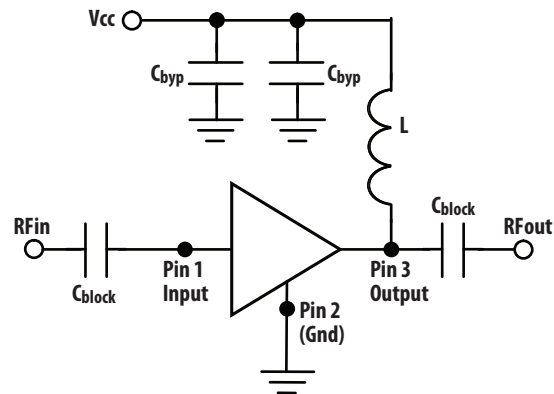 Vcc
Cbyp
Cbyp
L
RFin
Cblock
Pin 1
Input
Pin 2
(Gnd)
Pin 3
Output
Cblock
RFout